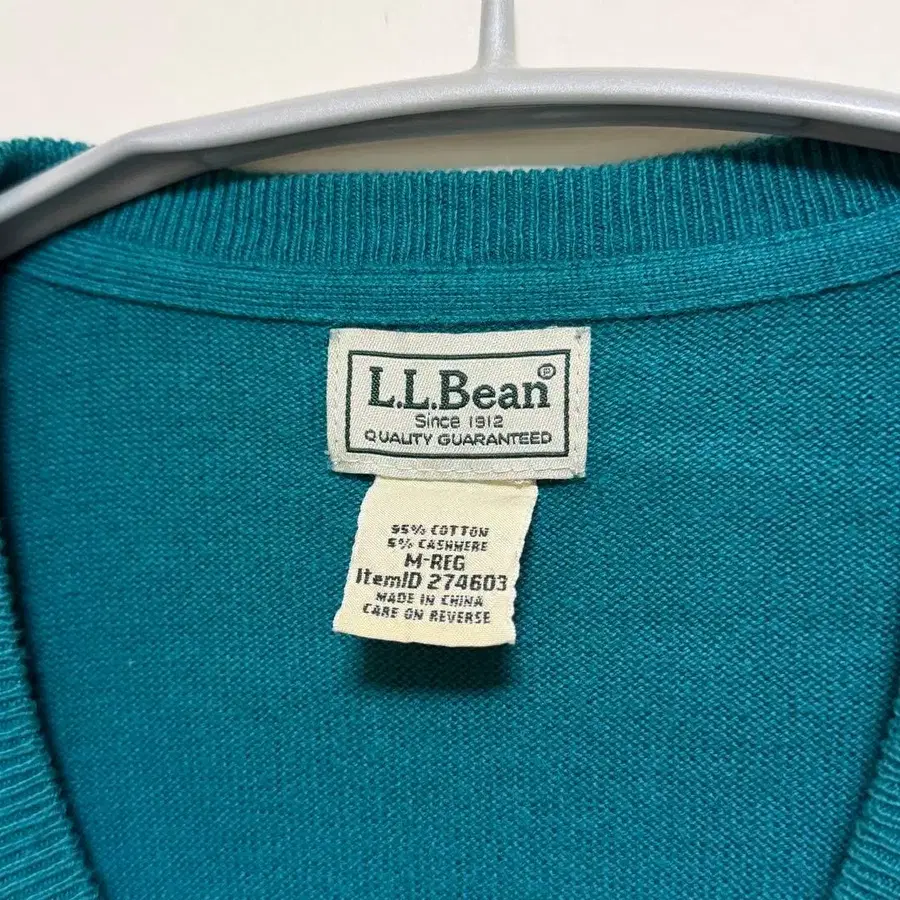 L.L.Bean®
Since 1912
QUALITY GUARANTEED
95% COTTON
5% CASHMERE
M-REG
ItemID 274603
MADE IN CHINA
CARE ON REVERSE